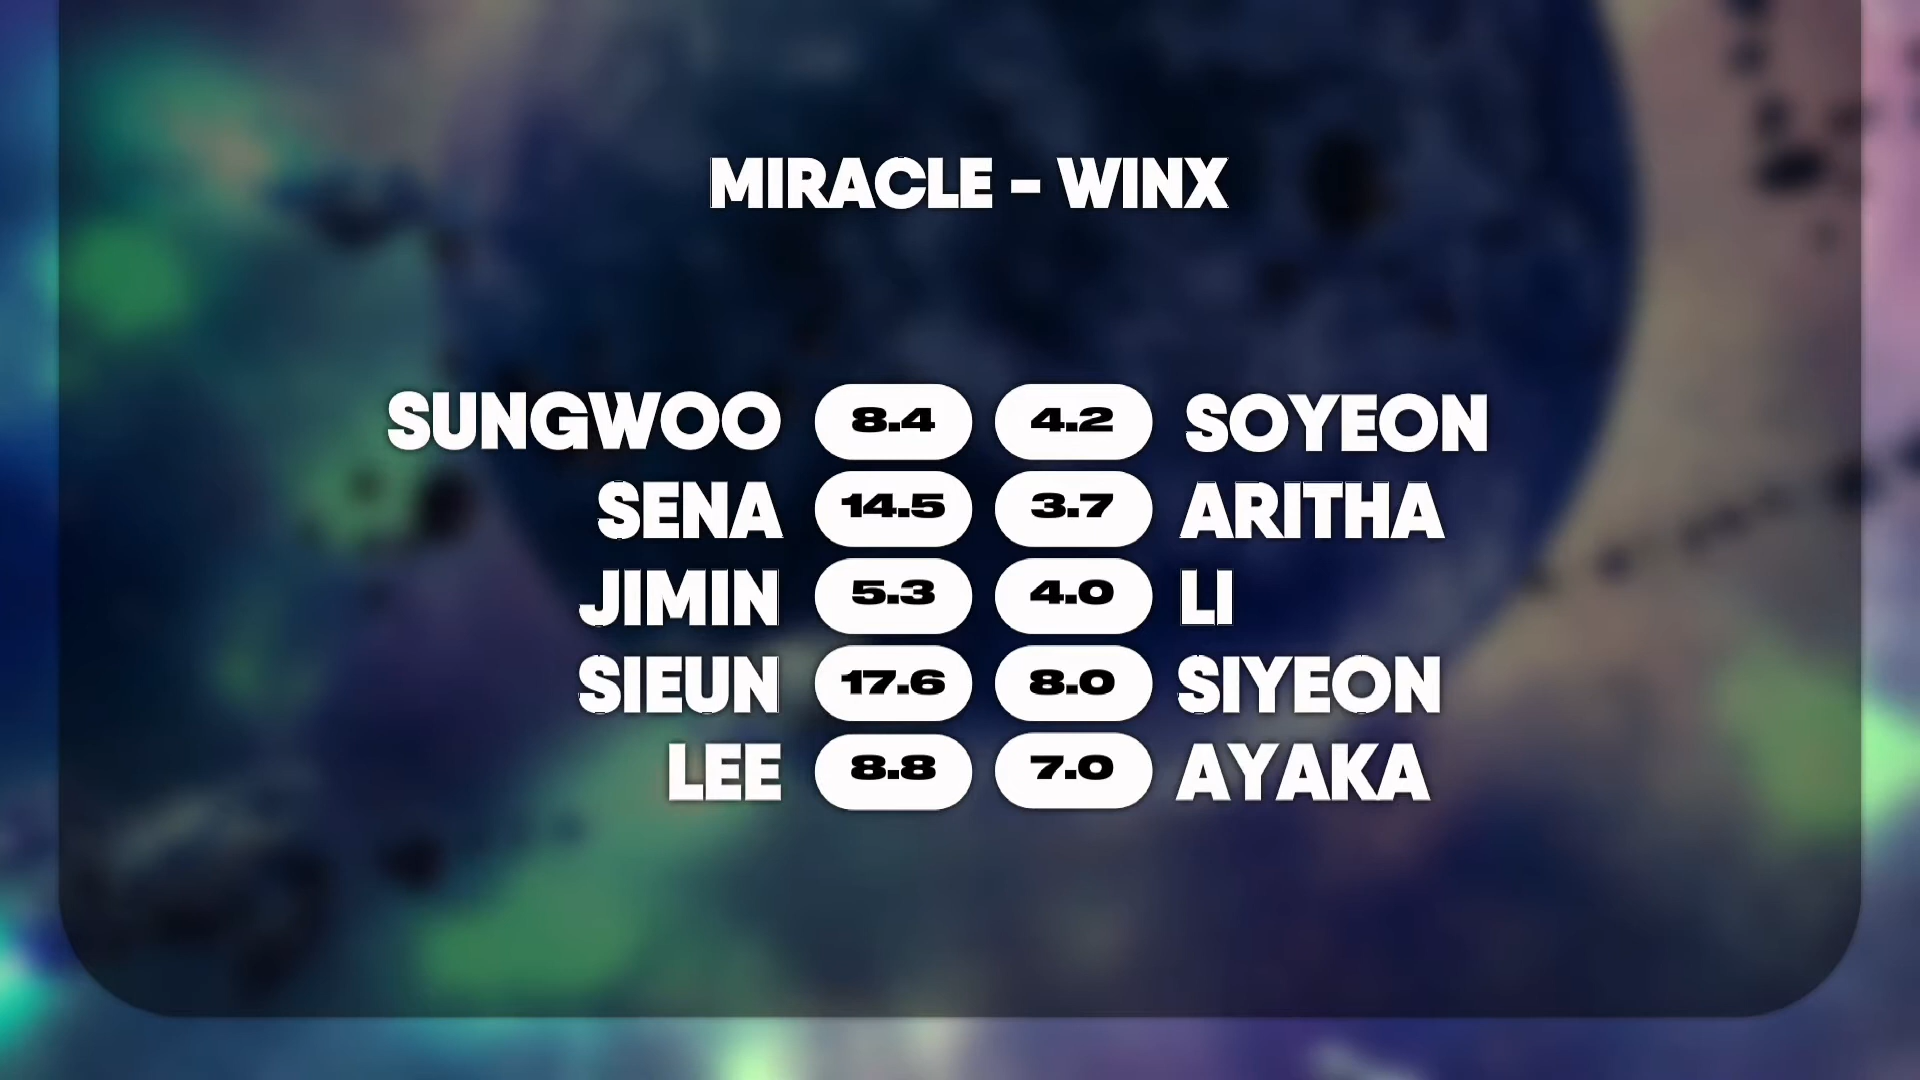 MIRACLE - WINX
SUNGWOO 8.4 4.2 SOYEON
SENA 14.5 3.7 ARITHA
JIMIN 5.3 4.0 LI
SIEUN 17.6 8.0 SIYEON
LEE 8.8 7.0 AYAKA